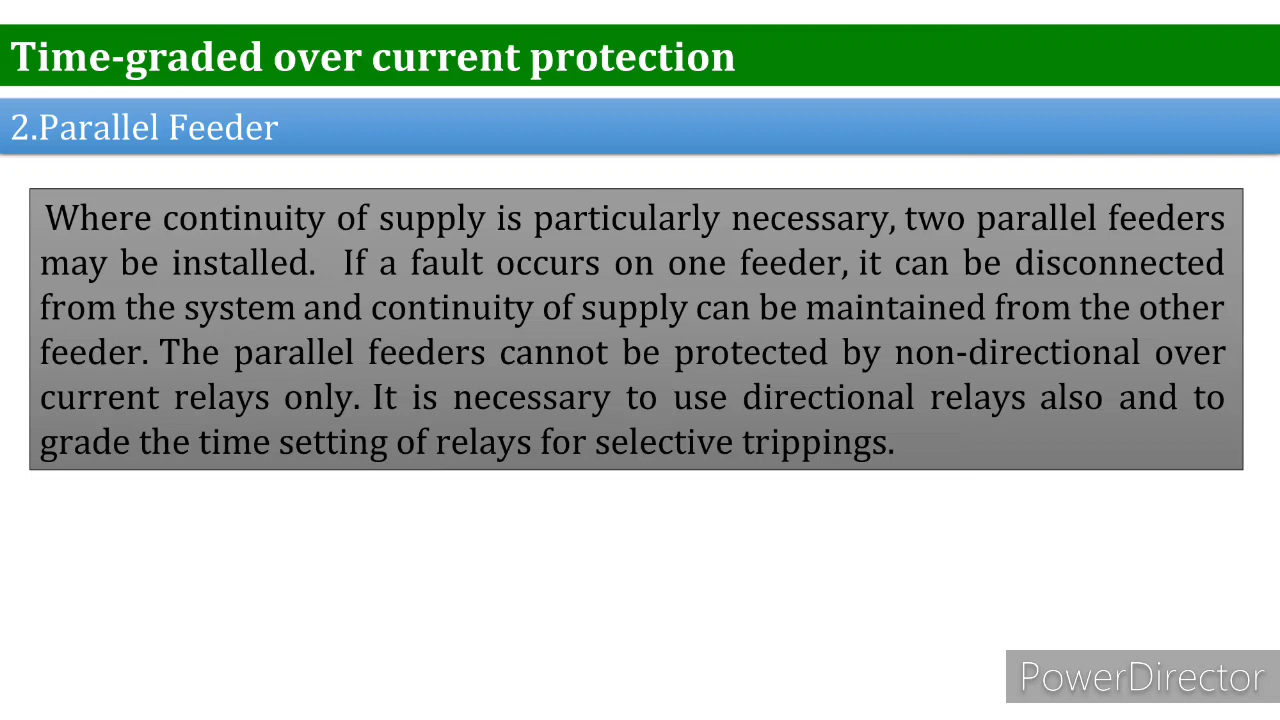 Time-graded over current protection
2.Parallel Feeder
Where continuity of supply is particularly necessary, two parallel feeders
may be installed. If a fault occurs on one feeder, it can be disconnected
from the system and continuity of supply can be maintained from the other
feeder. The parallel feeders cannot be protected by non-directional over
current relays only. It is necessary to use directional relays also and to
grade the time setting of relays for selective trippings.
PowerDirector